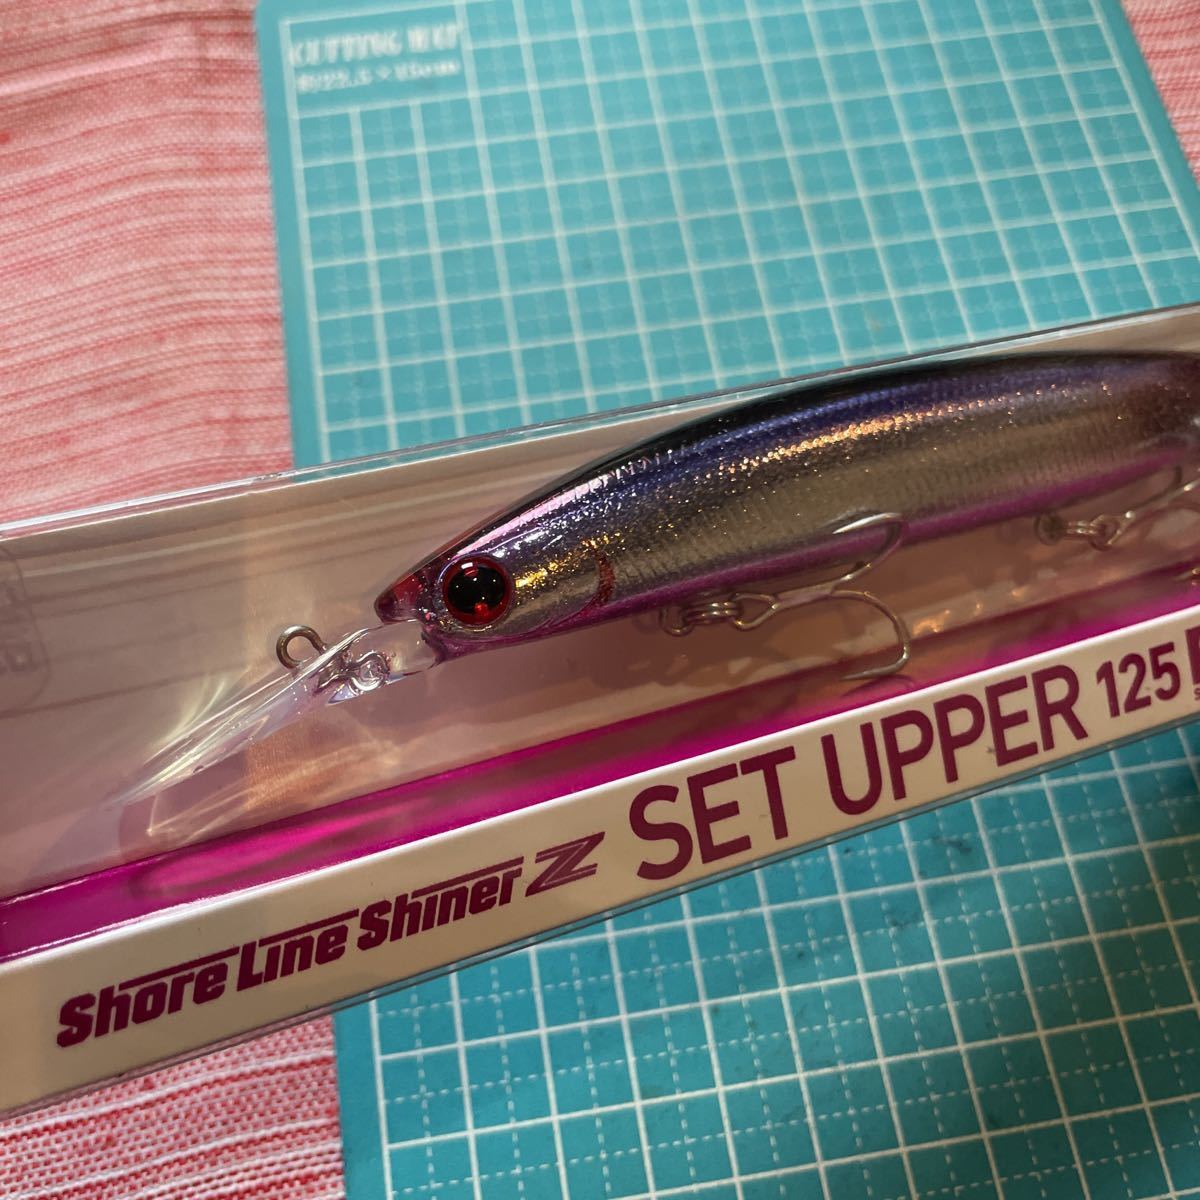 CUTTING MAT
Shore Line Shiner Z SET UPPER 125